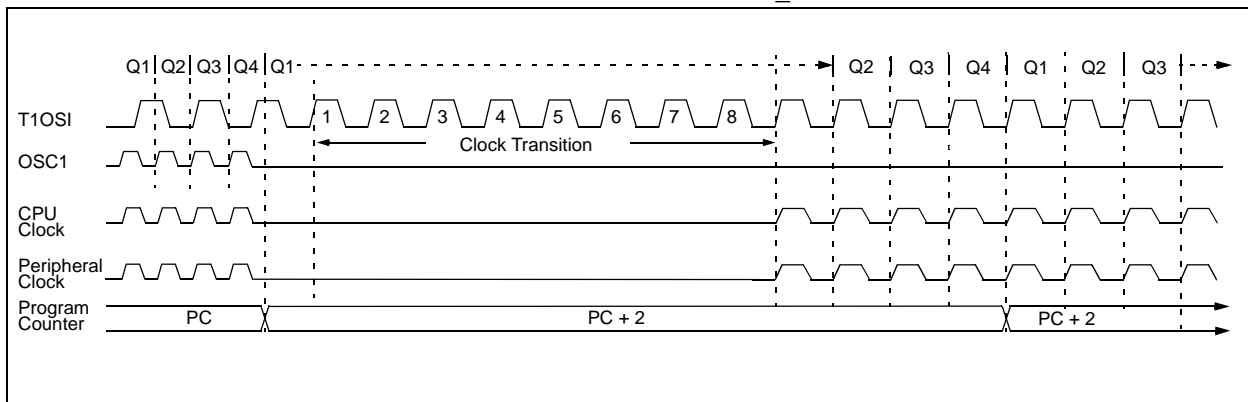 Q1 Q2 Q3 Q4 Q1 Q2 Q3 Q4 Q1 Q2 Q3
T1OSI 1 2 3 4 5 6 7 8
Clock Transition
OSC1
CPU
Clock
Peripheral
Clock
Program
Counter PC PC + 2 PC + 2